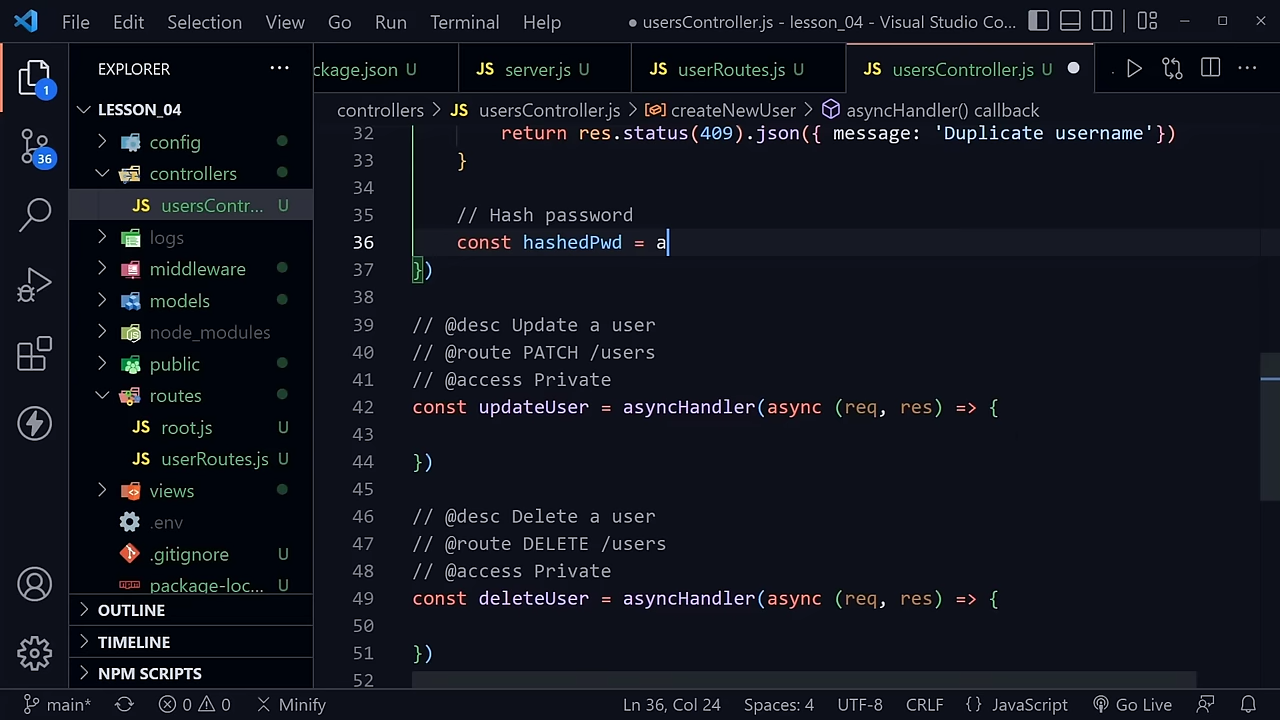 File Edit Selection View Go Run Terminal Help ● usersController.js - lesson_04 - Visual Studio Co...
EXPLORER ···
ckage.json U JS server.js U JS userRoutes.js U JS usersController.js U ● ···
controllers > JS usersController.js > createNewUser > asyncHandler() callback
1
36
LESSON_04
config
controllers
JS usersContr... U
logs
middleware
models
node_modules
public
routes
JS root.js U
JS userRoutes.js U
views
.env
.gitignore U
package-loc... U
OUTLINE
TIMELINE
NPM SCRIPTS
32 return res.status(409).json({ message: 'Duplicate username'})
33 }
34
35 // Hash password
36 const hashedPwd = a
37 })
38
39 // @desc Update a user
40 // @route PATCH /users
41 // @access Private
42 const updateUser = asyncHandler(async (req, res) => {
43
44 })
45
46 // @desc Delete a user
47 // @route DELETE /users
48 // @access Private
49 const deleteUser = asyncHandler(async (req, res) => {
50
51 })
52
main* 0 0 Minify Ln 36, Col 24 Spaces: 4 UTF-8 CRLF {} JavaScript Go Live